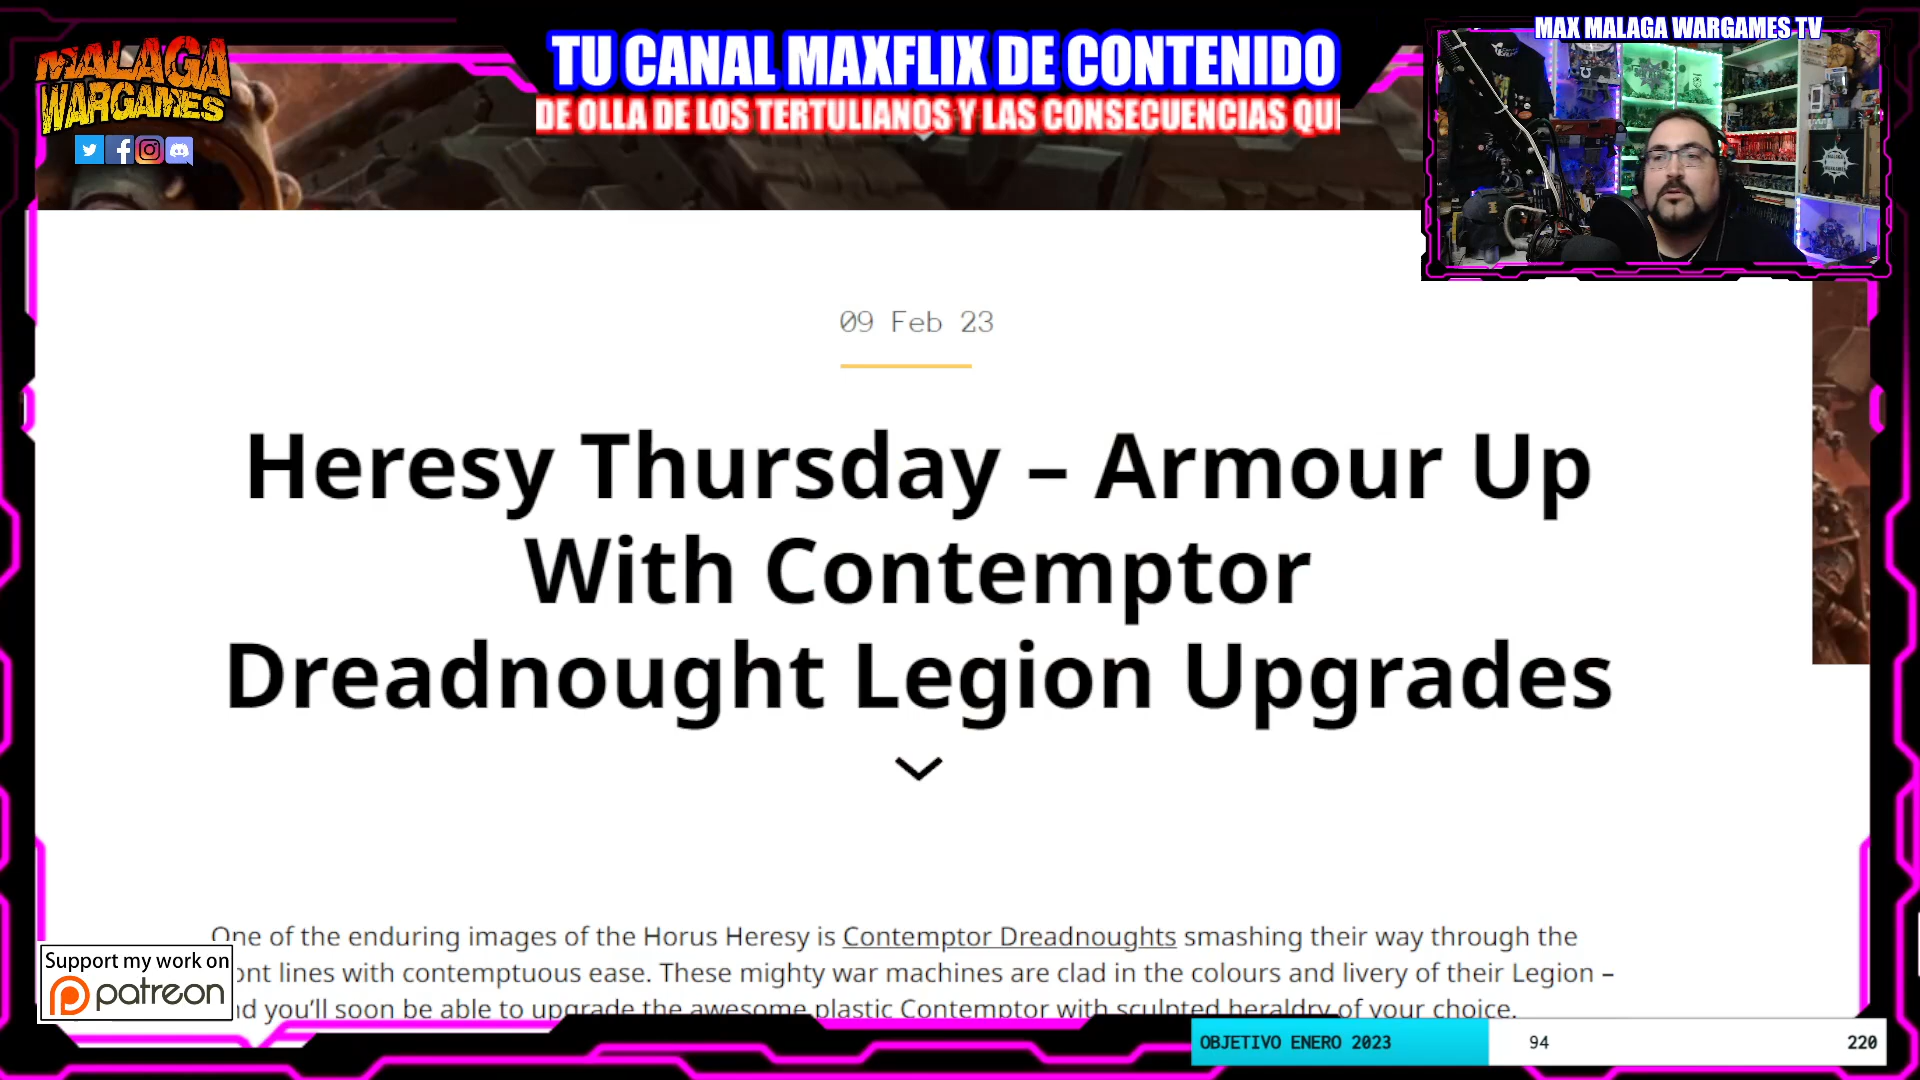 MALAGA
WARGAMES
TU CANAL MAXFLIX DE CONTENIDO
DE OLLA DE LOS TERTULIANOS Y LAS CONSECUENCIAS QU
MAX MALAGA WARGAMES TV
09 Feb 23
Heresy Thursday – Armour Up
With Contemptor
Dreadnought Legion Upgrades
One of the enduring images of the Horus Heresy is Contemptor Dreadnoughts smashing their way through the
ont lines with contemptuous ease. These mighty war machines are clad in the colours and livery of their Legion –
nd you’ll soon be able to upgrade the awesome plastic Contemptor with sculpted heraldry of your choice.
Support my work on
patreon
OBJETIVO ENERO 2023 94 220